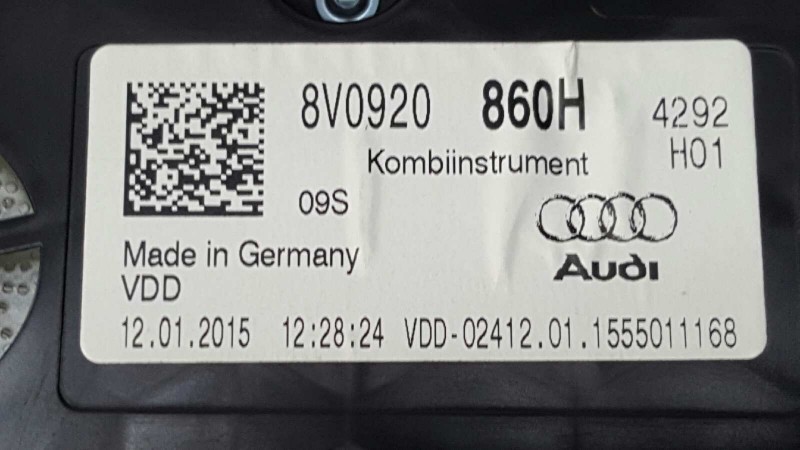 8V0920 860H 4292
Kombiinstrument H01
09S
Audi
Made in Germany
VDD
12.01.2015 12:28:24 VDD-02412.01.1555011168